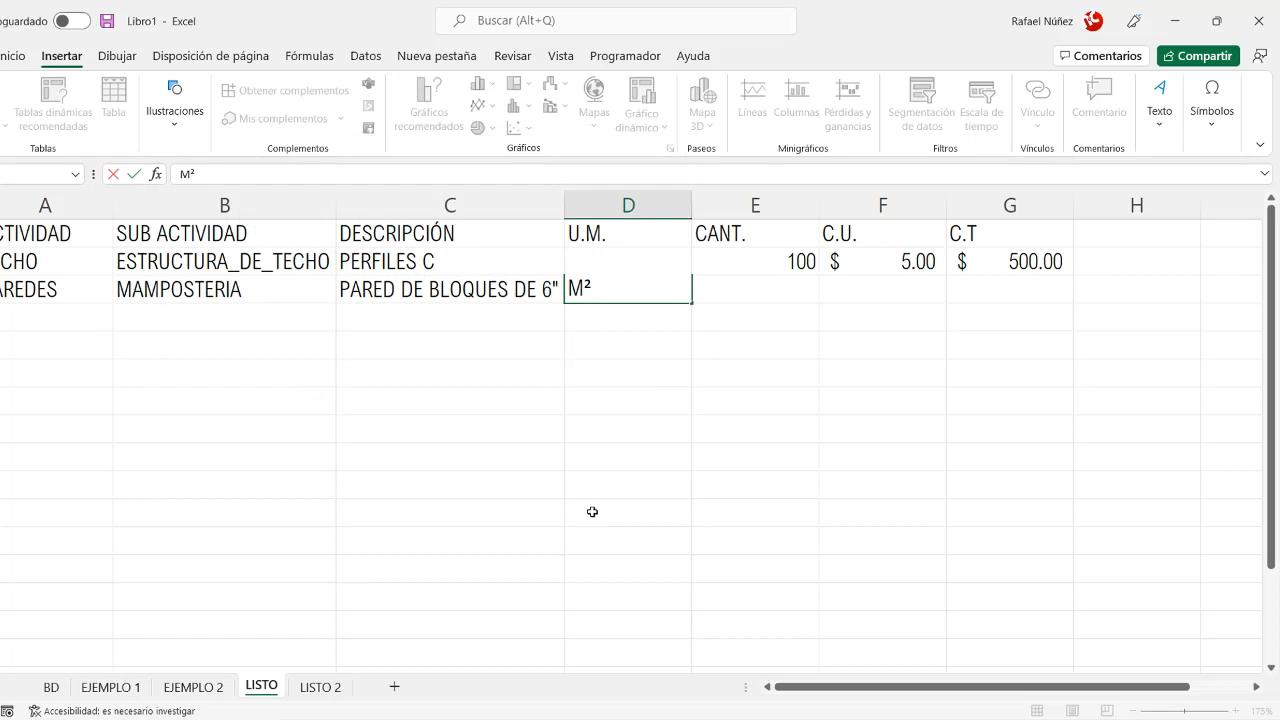 oguardado Libro1 - Excel Buscar (Alt+Q) Rafael Núñez
nicio Insertar Dibujar Disposición de página Fórmulas Datos Nueva pestaña Revisar Vista Programador Ayuda Comentarios Compartir
Tablas dinámicas recomendadas
Tabla
Tablas
Ilustraciones
Obtener complementos
Mis complementos
Complementos
Gráficos recomendados
Mapas
Gráfico dinámico
Gráficos
Mapa 3D
Paseos
Líneas
Columnas
Pérdidas y ganancias
Minigráficos
Segmentación de datos
Escala de tiempo
Filtros
Vínculo
Vínculos
Comentario
Comentarios
Texto
Símbolos
fx M²
A B C D E F G H
CTIVIDAD SUB ACTIVIDAD DESCRIPCIÓN U.M. CANT. C.U. C.T
CHO ESTRUCTURA_DE_TECHO PERFILES C 100 $ 5.00 $ 500.00
AREDES MAMPOSTERIA PARED DE BLOQUES DE 6" M²
BD EJEMPLO 1 EJEMPLO 2 LISTO LISTO 2 +
Accesibilidad: es necesario investigar 175%